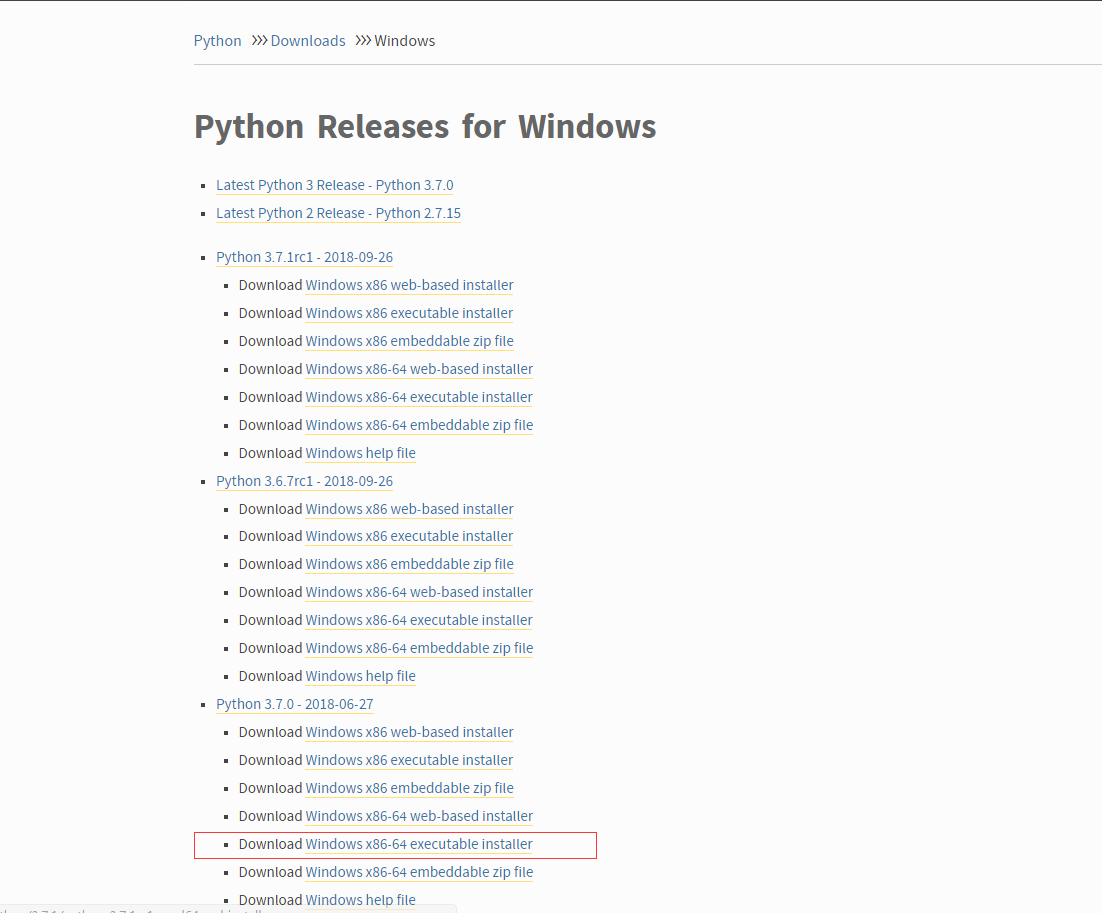 Python >>> Downloads >>> Windows
Python Releases for Windows
Latest Python 3 Release - Python 3.7.0
Latest Python 2 Release - Python 2.7.15
Python 3.7.1rc1 - 2018-09-26
Download Windows x86 web-based installer
Download Windows x86 executable installer
Download Windows x86 embeddable zip file
Download Windows x86-64 web-based installer
Download Windows x86-64 executable installer
Download Windows x86-64 embeddable zip file
Download Windows help file
Python 3.6.7rc1 - 2018-09-26
Download Windows x86 web-based installer
Download Windows x86 executable installer
Download Windows x86 embeddable zip file
Download Windows x86-64 web-based installer
Download Windows x86-64 executable installer
Download Windows x86-64 embeddable zip file
Download Windows help file
Python 3.7.0 - 2018-06-27
Download Windows x86 web-based installer
Download Windows x86 executable installer
Download Windows x86 embeddable zip file
Download Windows x86-64 web-based installer
Download Windows x86-64 executable installer
Download Windows x86-64 embeddable zip file
Download Windows help file